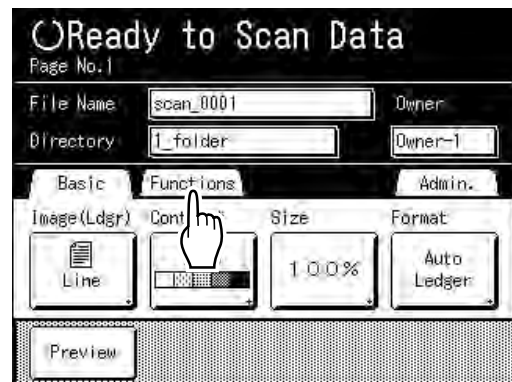 Ready to Scan Data
Page No.1
File Name scan_0001 Owner
Directory 1_folder Owner-1
Basic Functions Admin.
Image(Ldgr) Size Format
Line 100% Auto
Ledger
Preview